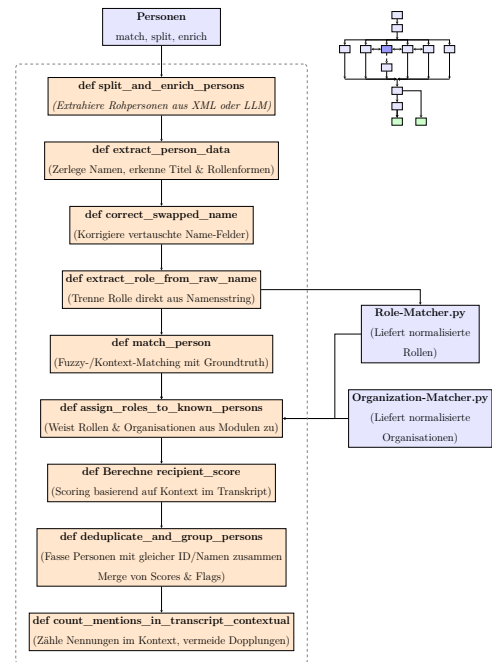 Personen
match, split, enrich
def split_and_enrich_persons
(Extrahiere Rohpersonen aus XML oder LLM)
def extract_person_data
(Zerlege Namen, erkenne Titel & Rollenformen)
def correct_swapped_name
(Korrigiere vertauschte Name-Felder)
def extract_role_from_raw_name
(Trenne Rolle direkt aus Namensstring)
Role-Matcher.py
(Liefert normalisierte
Rollen)
def match_person
(Fuzzy-/Kontext-Matching mit Groundtruth)
Organization-Matcher.py
(Liefert normalisierte
Organisationen)
def assign_roles_to_known_persons
(Weist Rollen & Organisationen aus Modulen zu)
def Berechne recipient_score
(Scoring basierend auf Kontext im Transkript)
def deduplicate_and_group_persons
(Fasse Personen mit gleicher ID/Namen zusammen
Merge von Scores & Flags)
def count_mentions_in_transcript_contextual
(Zähle Nennungen im Kontext, vermeide Dopplungen)